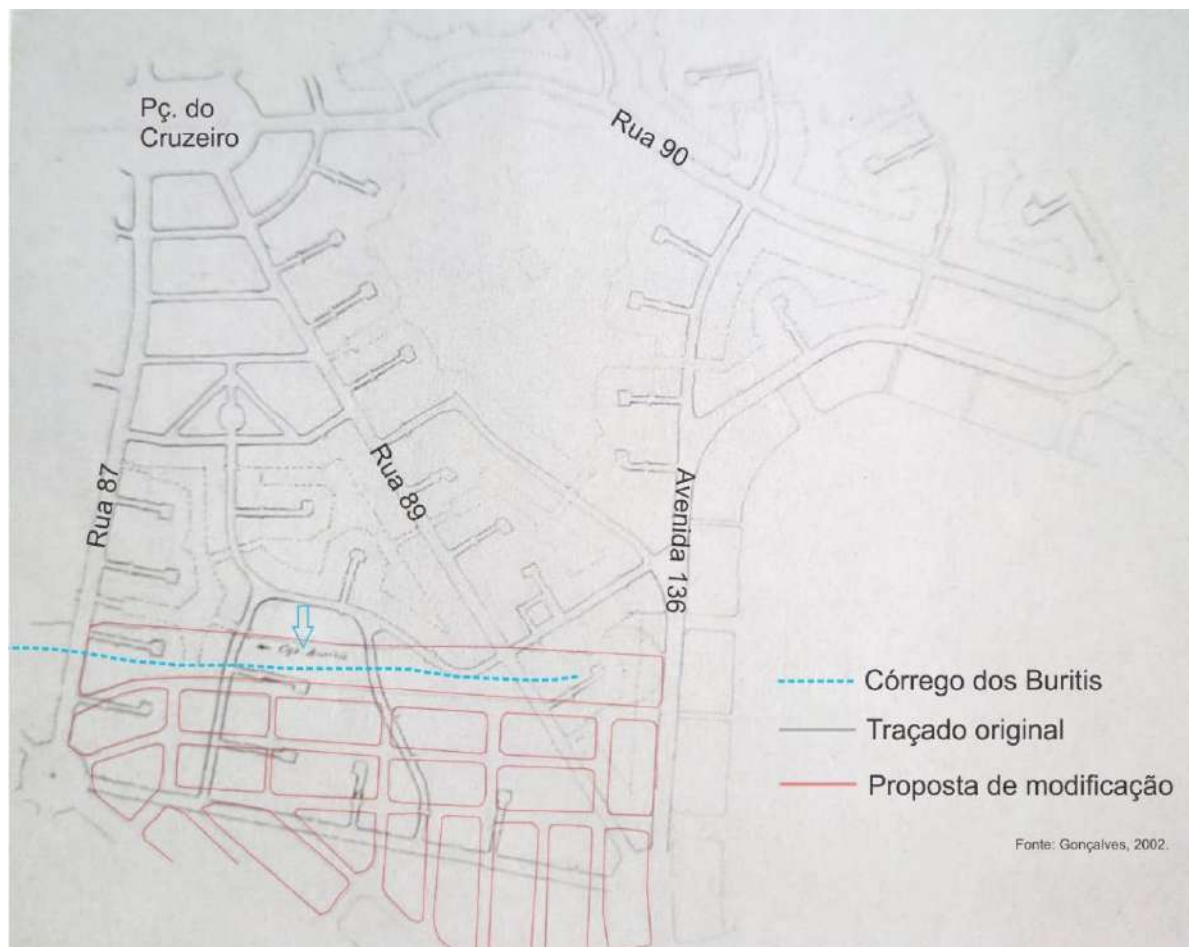 Pç. do
Cruzeiro
Rua 90
Rua 87
Rua 89
Avenida 136
Córrego dos Buritis
Traçado original
Proposta de modificação
Fonte: Gonçalves, 2002.